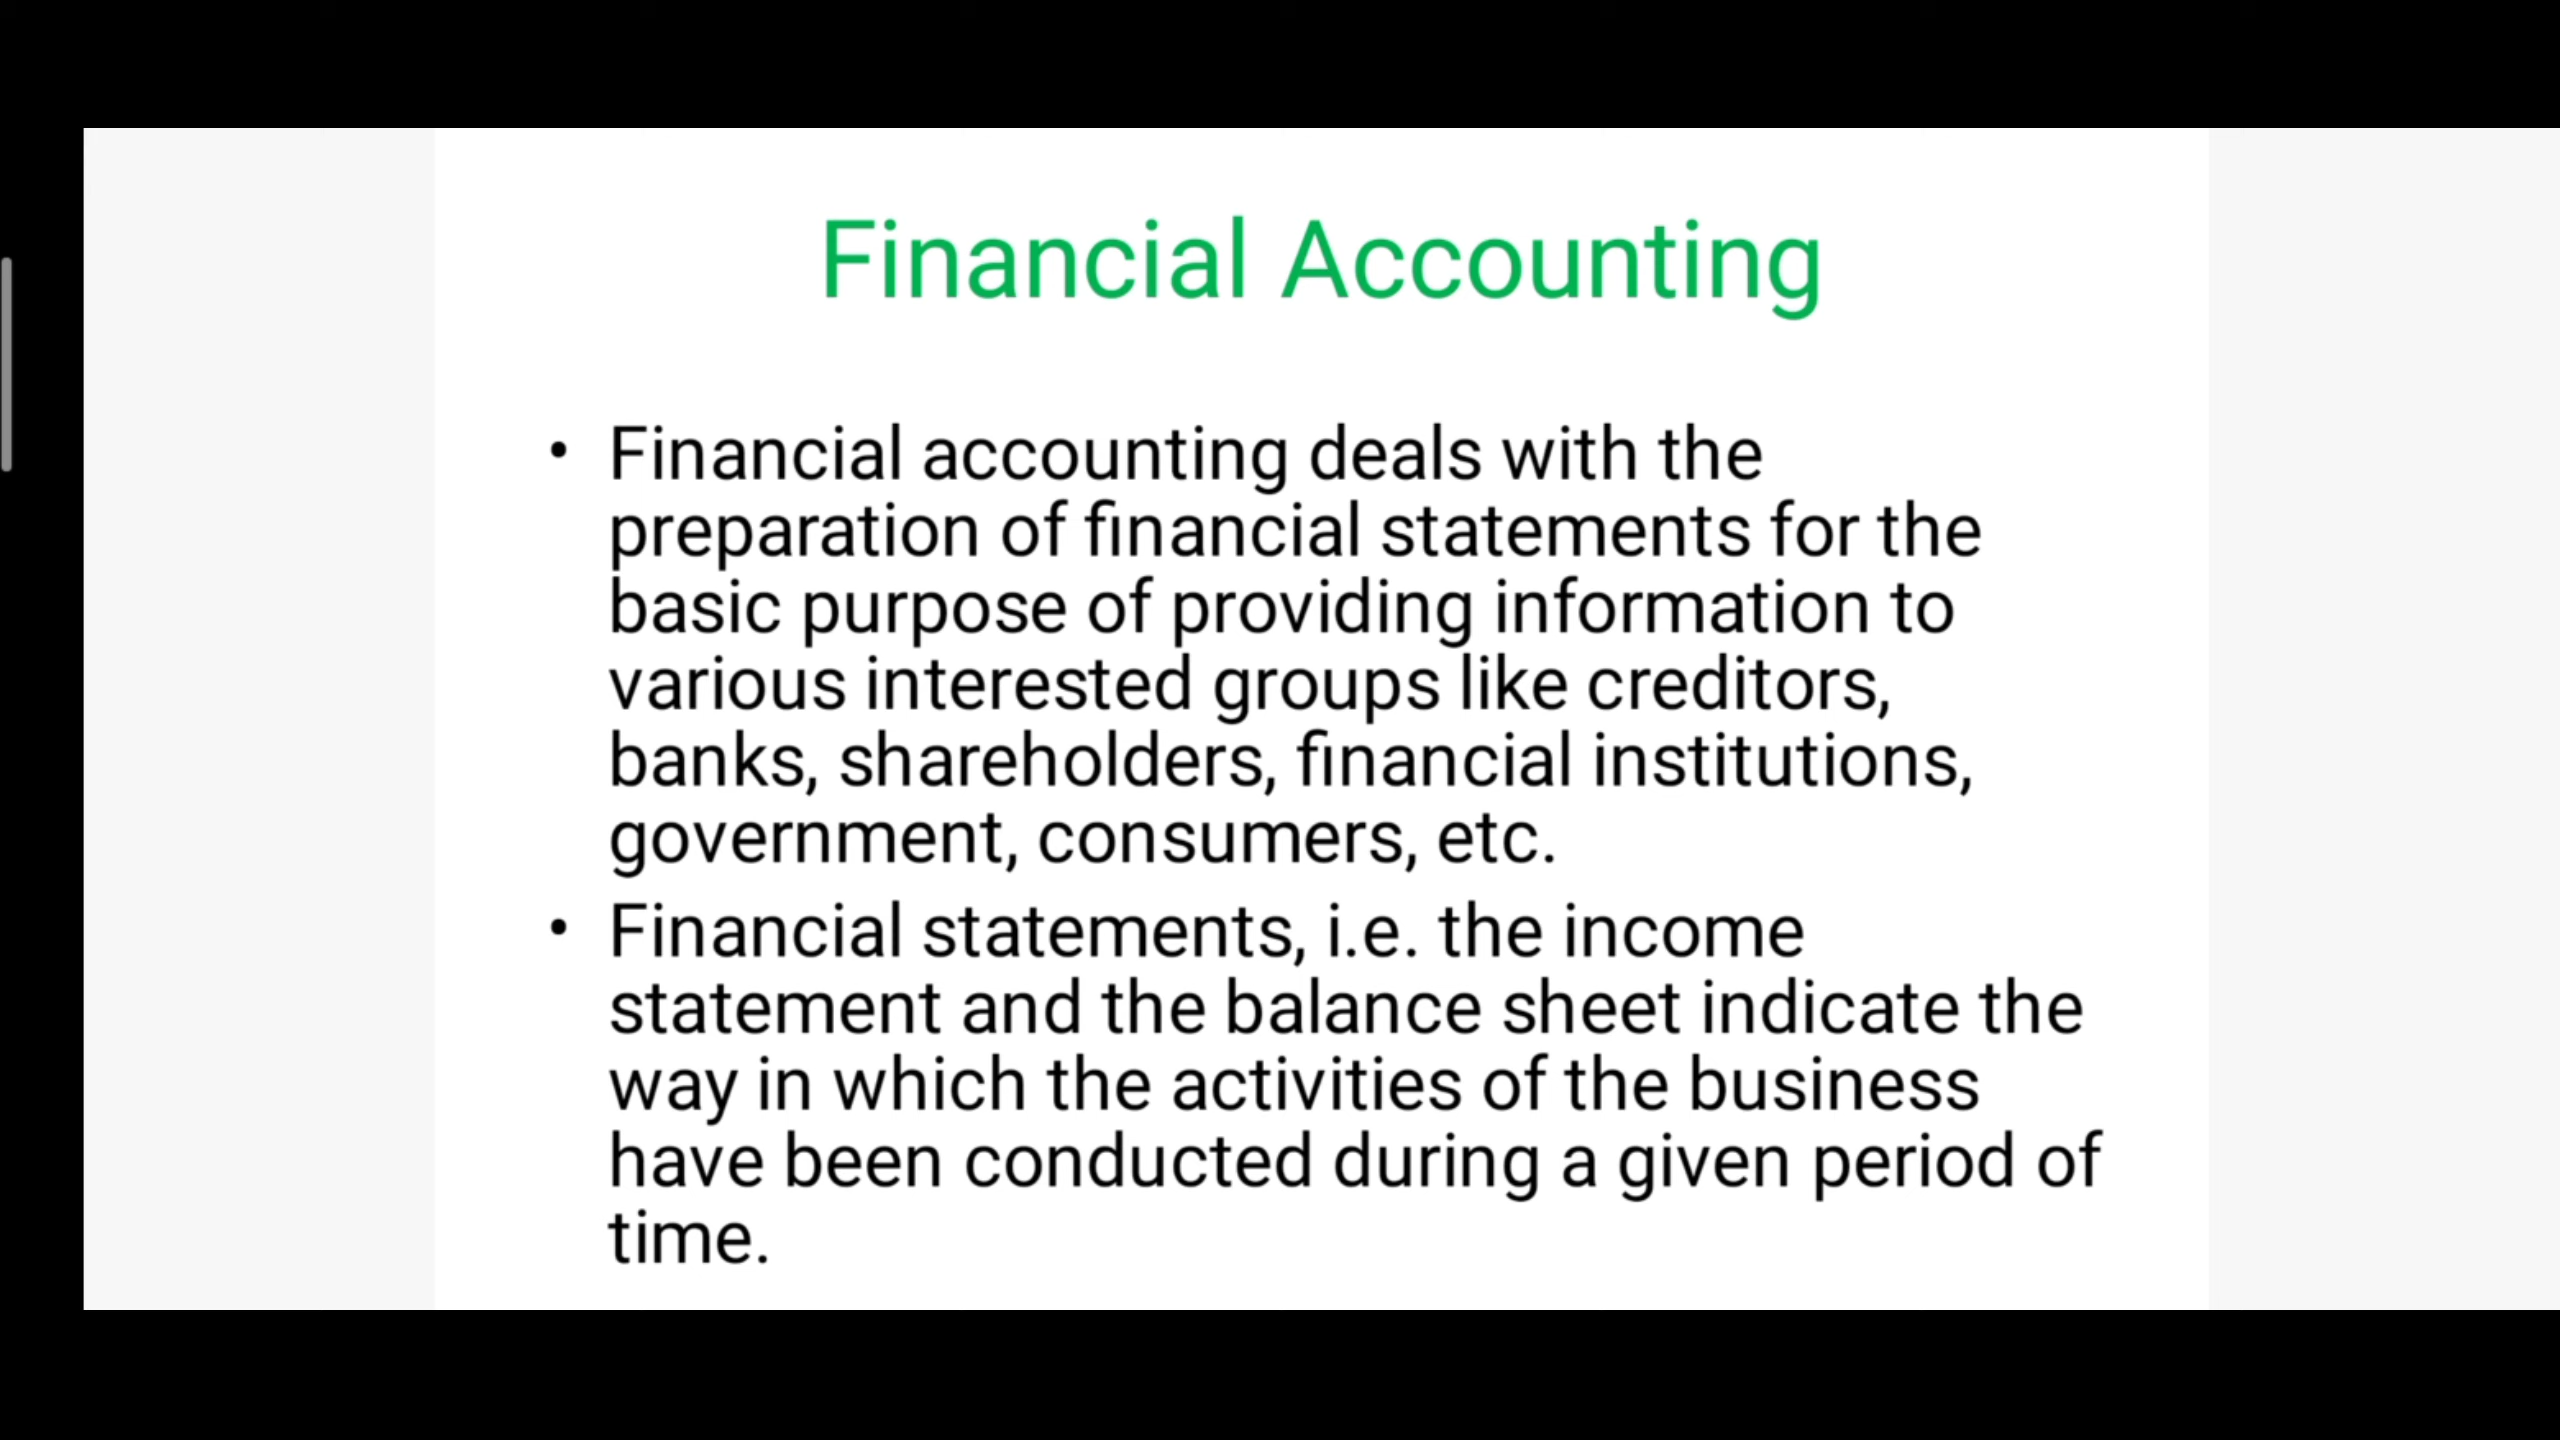 Financial Accounting
• Financial accounting deals with the
preparation of financial statements for the
basic purpose of providing information to
various interested groups like creditors,
banks, shareholders, financial institutions,
government, consumers, etc.
• Financial statements, i.e. the income
statement and the balance sheet indicate the
way in which the activities of the business
have been conducted during a given period of
time.